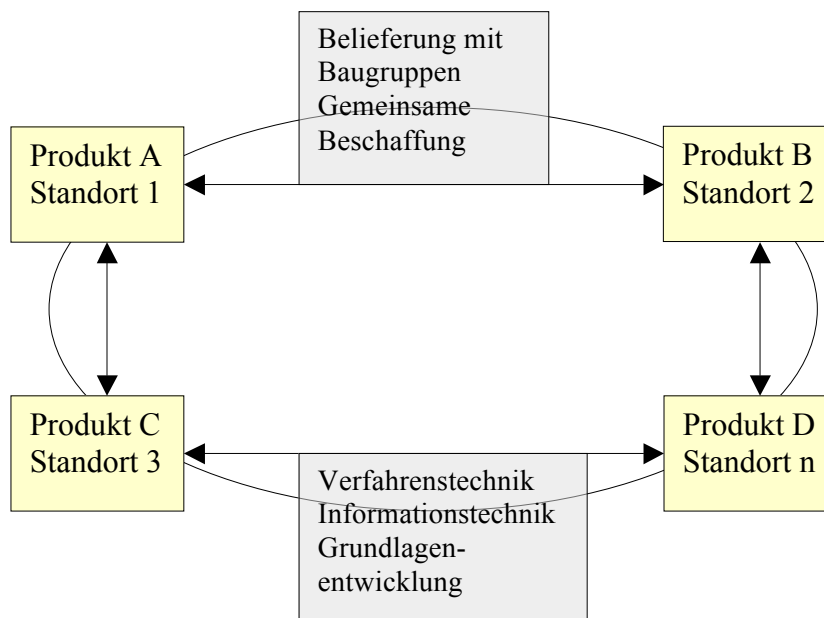 Belieferung mit
Baugruppen
Gemeinsame
Beschaffung
Produkt A
Standort 1
Produkt B
Standort 2
Produkt C
Standort 3
Produkt D
Standort n
Verfahrenstechnik
Informationstechnik
Grundlagen-
entwicklung